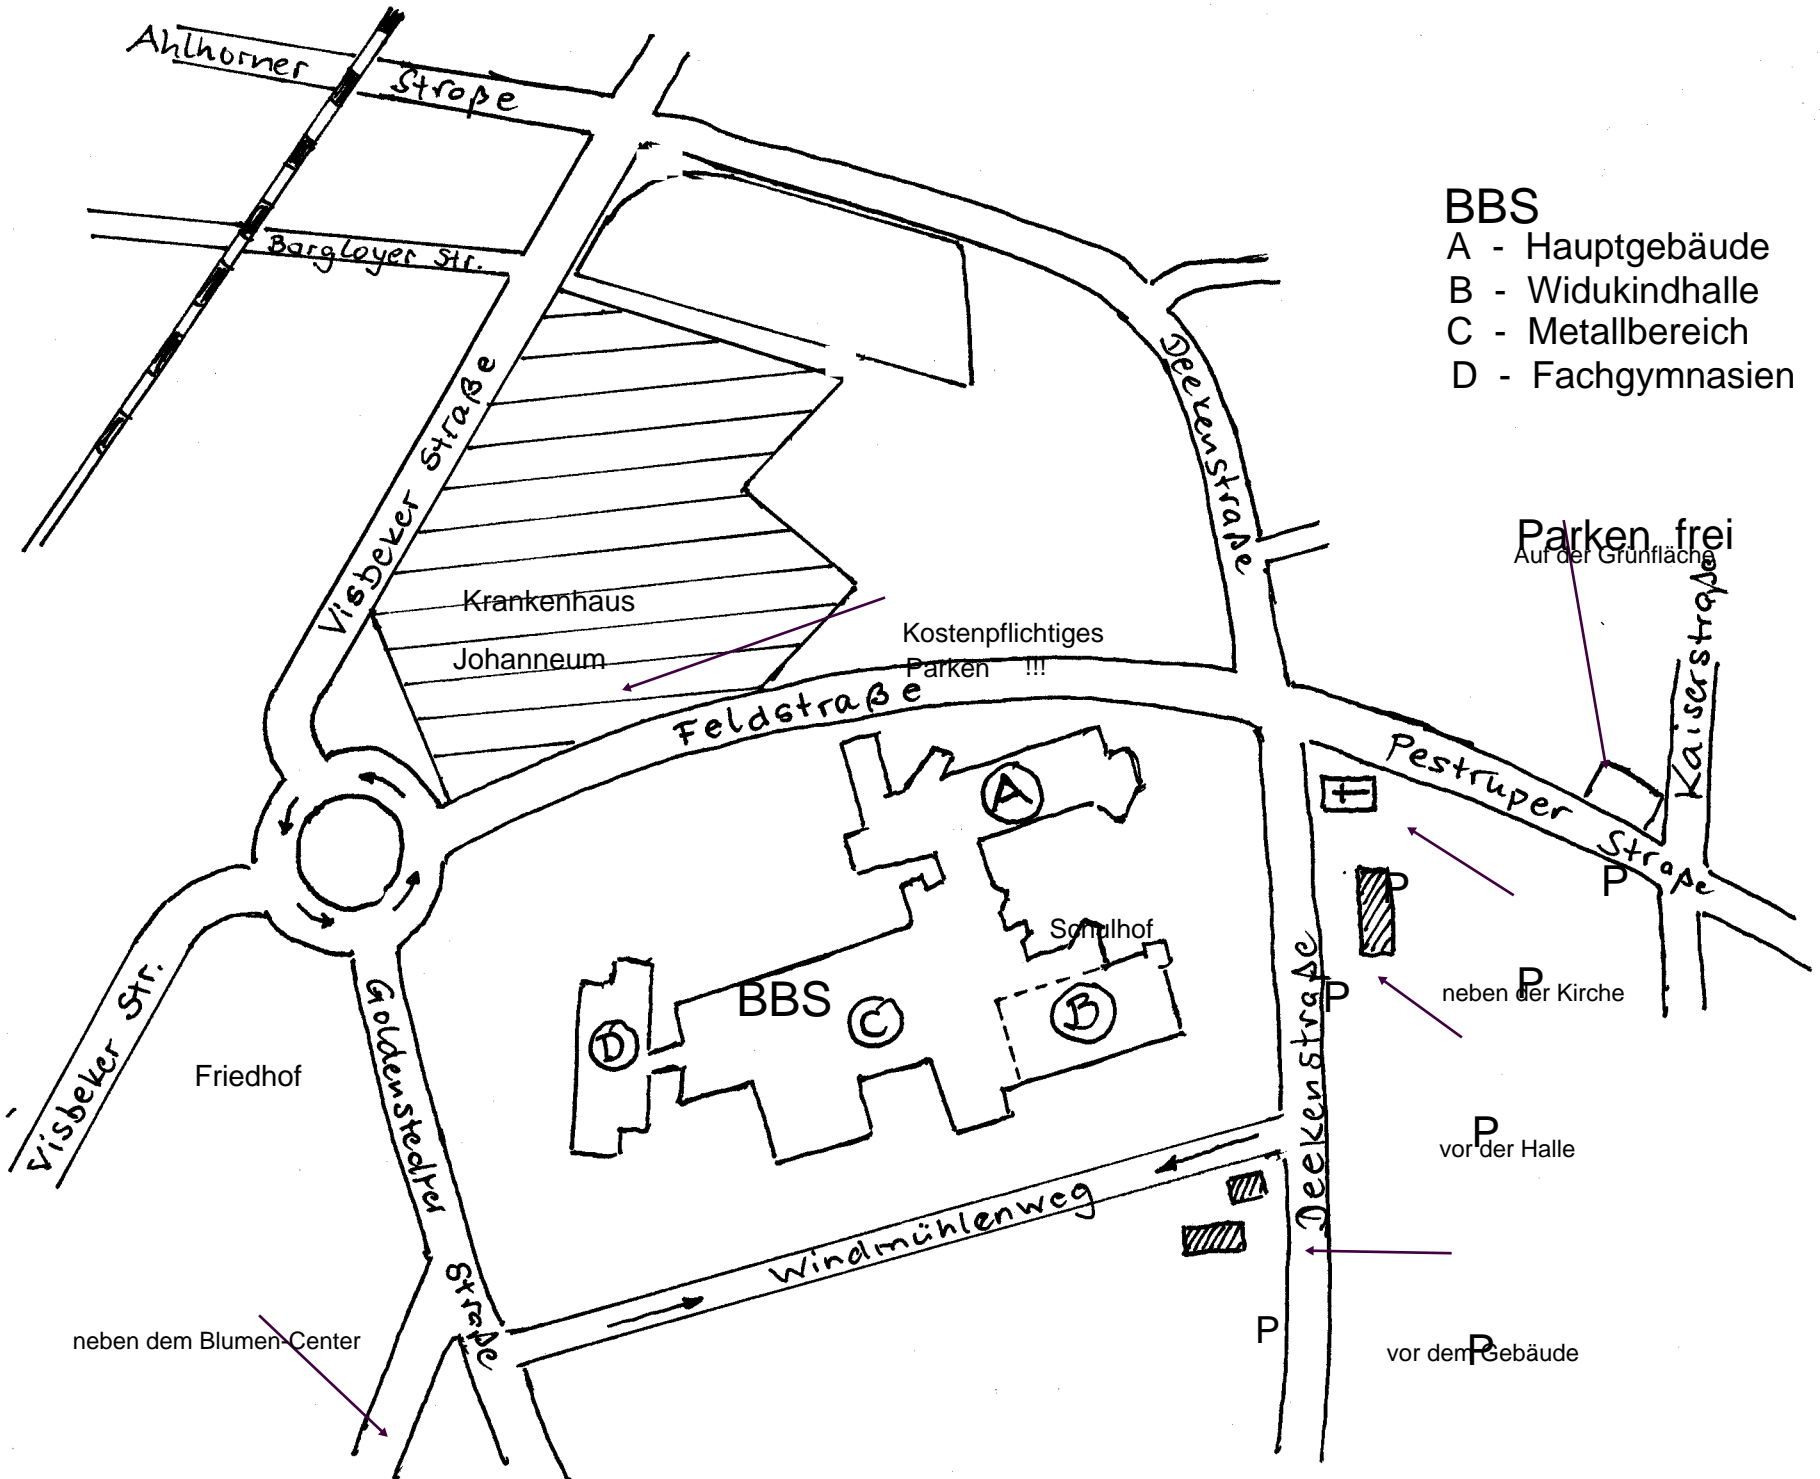 Ahlhorner
Straße
Bargloyer Str.
BBS
A - Hauptgebäude
B - Widukindhalle
C - Metallbereich
D - Fachgymnasien
Visbeker Straße
Deekenstraße
Parken frei
Auf der Grünfläche
Kaiserstraße
Krankenhaus
Johanneum
Kostenpflichtiges
Parken !!!
Feldstraße
Pestruper Straße
A
P
P
Schulhof
BBS
C
B
D
P
P
neben der Kirche
Visbeker Str.
Friedhof
Goldenstedter Straße
Deekenstraße
P
vor der Halle
Windmühlenweg
P
P
vor dem Gebäude
neben dem Blumen-Center